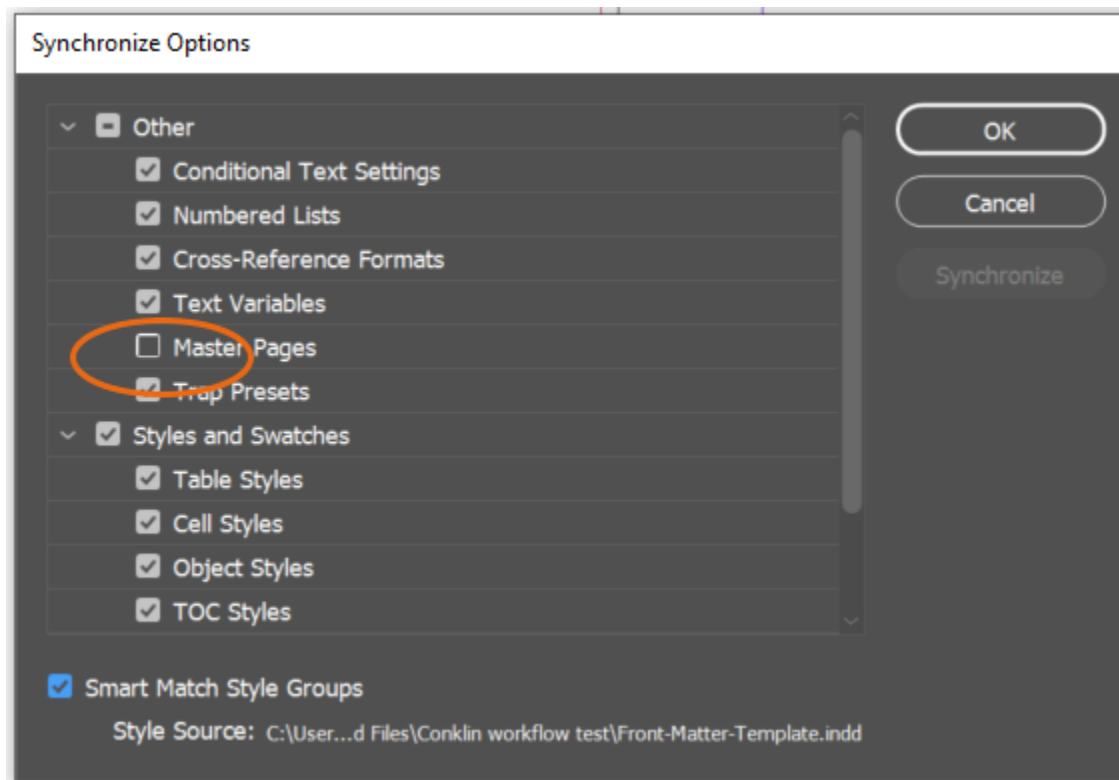 Synchronize Options
Other
Conditional Text Settings
Numbered Lists
Cross-Reference Formats
Text Variables
Master Pages
Trap Presets
Styles and Swatches
Table Styles
Cell Styles
Object Styles
TOC Styles
OK
Cancel
Synchronize
Smart Match Style Groups
Style Source: C:\User...d Files\Conklin workflow test\Front-Matter-Template.indd